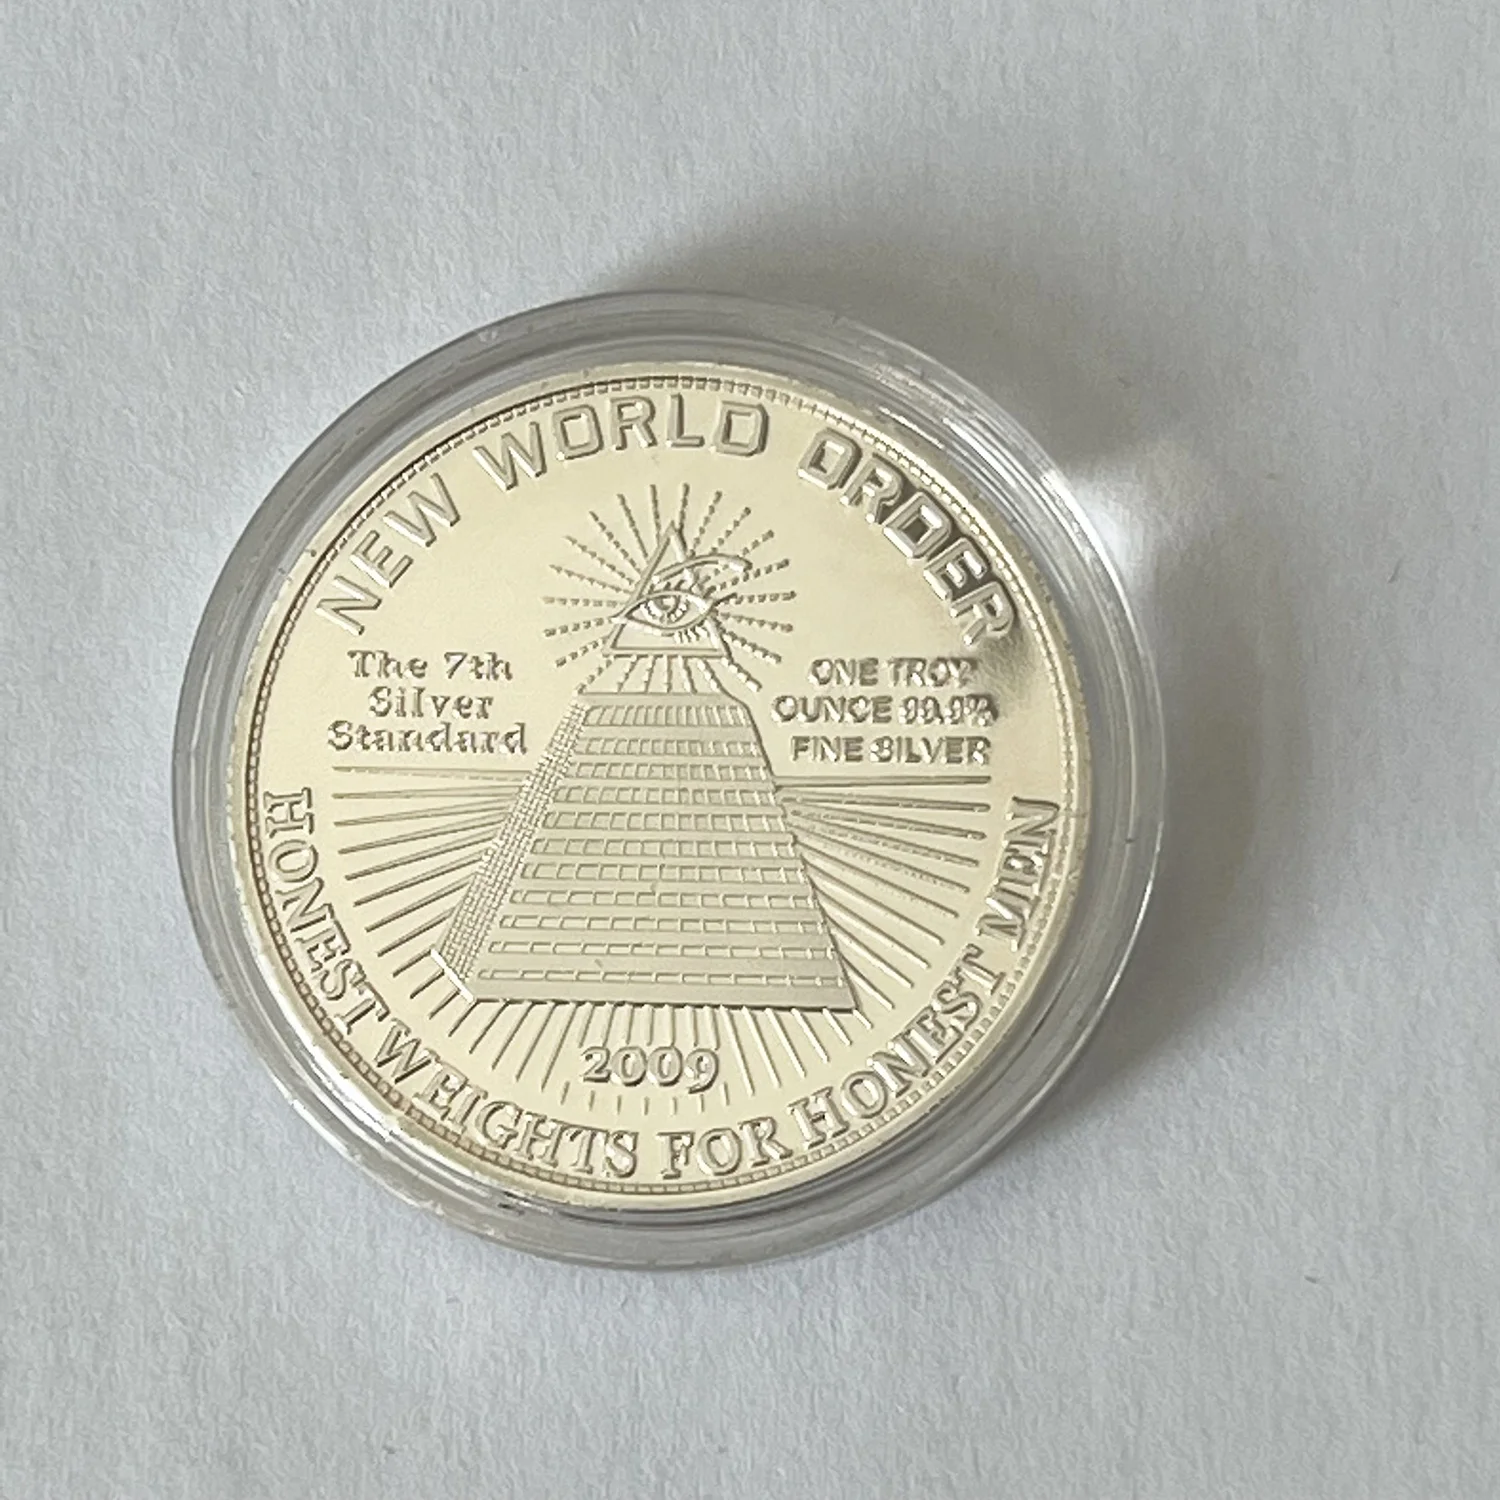 NEW WORLD ORDER
The 7th
Silver
Standard
ONE TROY
OUNCE 99.9%
FINE SILVER
2009
HONEST WEIGHTS FOR HONEST MEN